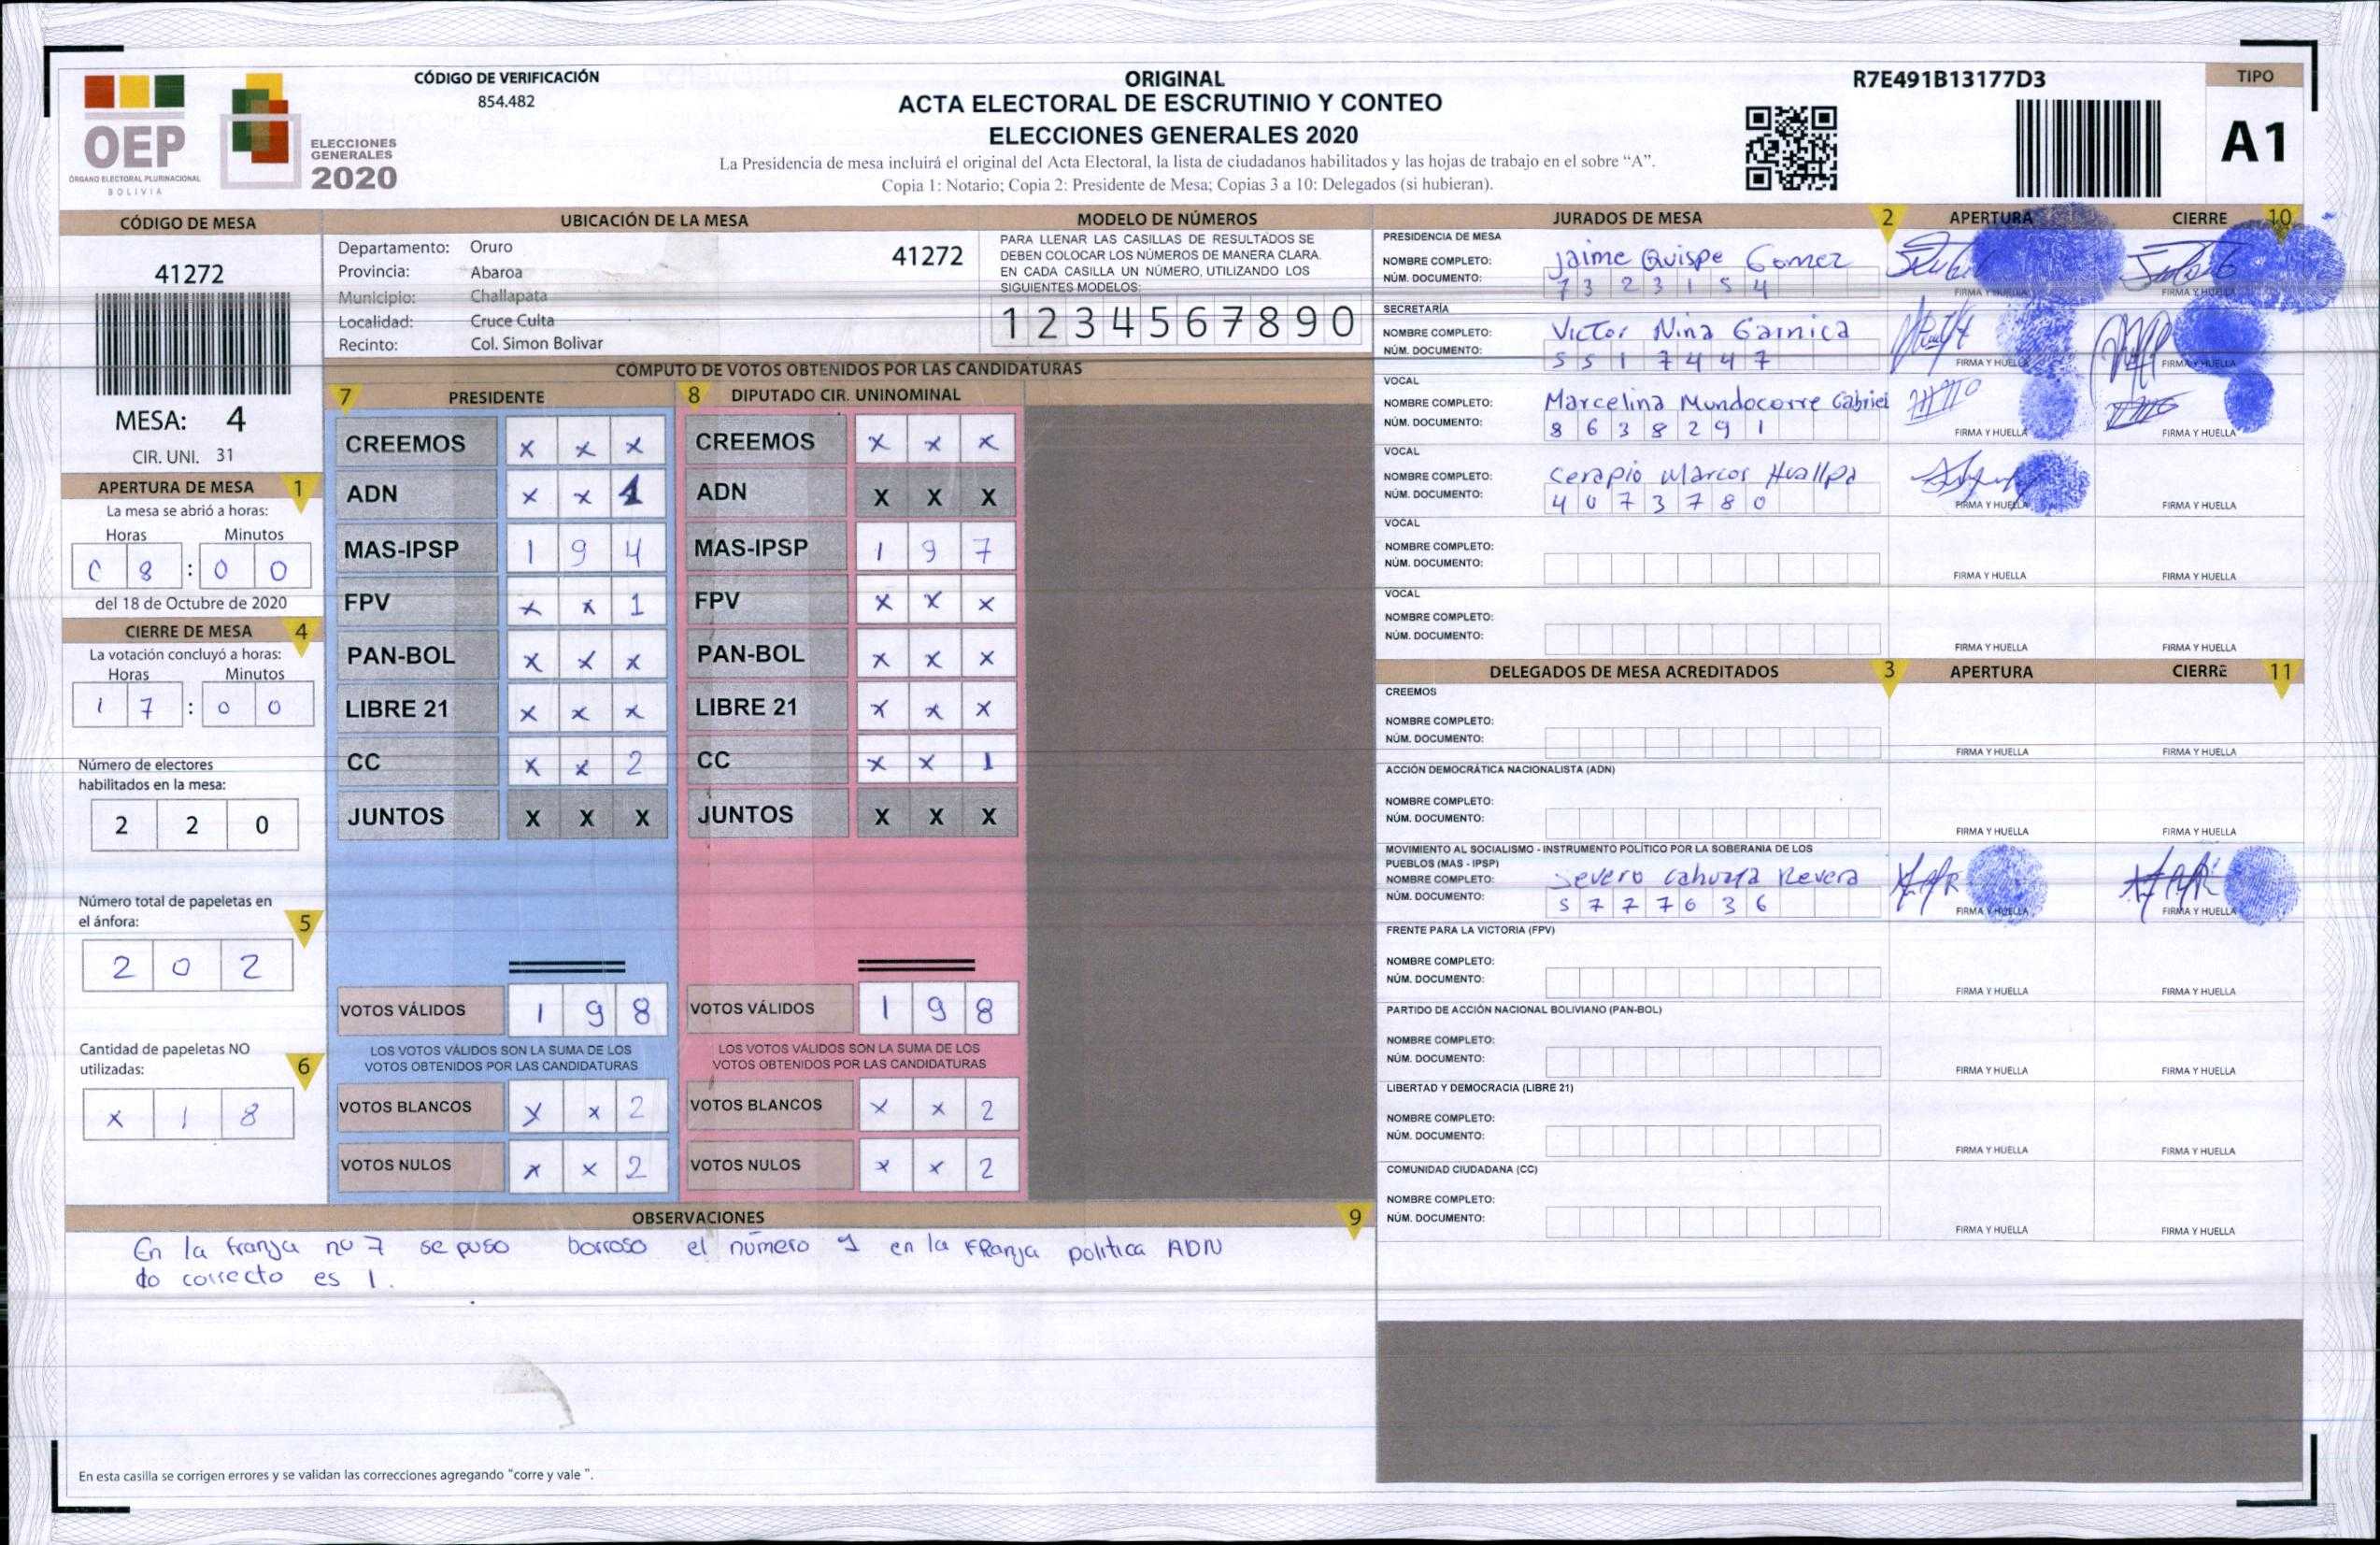 CÓDIGO DE VERIFICACIÓN
854.482
ORIGINAL
ACTA ELECTORAL DE ESCRUTINIO Y CONTEO
ELECCIONES GENERALES 2020
La Presidencia de mesa incluirá el original del Acta Electoral, la lista de ciudadanos habilitados y las hojas de trabajo en el sobre "A".
Copia 1: Notario; Copia 2: Presidente de Mesa; Copias 3 a 10: Delegados (si hubieran).
R7E491B13177D3
TIPO
A1
OEP
ÓRGANO ELECTORAL PLURINACIONAL
BOLIVIA
ELECCIONES
GENERALES
2020
CÓDIGO DE MESA
41272
MESA: 4
CIR. UNI. 31
APERTURA DE MESA 1
La mesa se abrió a horas:
Horas Minutos
0 8 : 0 0
del 18 de Octubre de 2020
CIERRE DE MESA 4
La votación concluyó a horas:
Horas Minutos
1 7 : 0 0
Número de electores
habilitados en la mesa:
2 2 0
Número total de papeletas en
el ánfora: 5
2 0 2
Cantidad de papeletas NO
utilizadas: 6
x 1 8
UBICACIÓN DE LA MESA
Departamento: Oruro 41272
Provincia: Abaroa
Municipio: Challapata
Localidad: Cruce Culta
Recinto: Col. Simon Bolivar
MODELO DE NÚMEROS
PARA LLENAR LAS CASILLAS DE RESULTADOS SE
DEBEN COLOCAR LOS NÚMEROS DE MANERA CLARA.
EN CADA CASILLA UN NÚMERO, UTILIZANDO LOS
SIGUIENTES MODELOS:
1 2 3 4 5 6 7 8 9 0
COMPUTO DE VOTOS OBTENIDOS POR LAS CANDIDATURAS
7 PRESIDENTE
CREEMOS x x x
ADN x x 1
MAS-IPSP 1 9 4
FPV x x 1
PAN-BOL x x x
LIBRE 21 x x x
CC x x 2
JUNTOS X X X
VOTOS VÁLIDOS 1 9 8
LOS VOTOS VÁLIDOS SON LA SUMA DE LOS
VOTOS OBTENIDOS POR LAS CANDIDATURAS
VOTOS BLANCOS x x 2
VOTOS NULOS x x 2
8 DIPUTADO CIR. UNINOMINAL
CREEMOS x x x
ADN X X X
MAS-IPSP 1 9 7
FPV x x x
PAN-BOL x x x
LIBRE 21 x x x
CC x x 1
JUNTOS X X X
VOTOS VÁLIDOS 1 9 8
LOS VOTOS VÁLIDOS SON LA SUMA DE LOS
VOTOS OBTENIDOS POR LAS CANDIDATURAS
VOTOS BLANCOS x x 2
VOTOS NULOS x x 2
OBSERVACIONES 9
En la franja no 7 se puso borroso el número 1 en la FRanja politica ADN
do correcto es 1.
En esta casilla se corrigen errores y se validan las correcciones agregando "corre y vale ".
JURADOS DE MESA 2 APERTURA CIERRE 10
PRESIDENCIA DE MESA
NOMBRE COMPLETO: Jaime Quispe Gomez
NÚM. DOCUMENTO: 7 3 2 3 1 5 4
FIRMA Y HUELLA FIRMA Y HUELLA
SECRETARÍA
NOMBRE COMPLETO: Victor Nina Garnica
NÚM. DOCUMENTO: 5 5 1 7 4 4 7
FIRMA Y HUELLA FIRMA Y HUELLA
VOCAL
NOMBRE COMPLETO: Marcelina Mundocorre Gabriel
NÚM. DOCUMENTO: 8 6 3 8 2 9 1
FIRMA Y HUELLA FIRMA Y HUELLA
VOCAL
NOMBRE COMPLETO: Cerapio Marcos Huallpa
NÚM. DOCUMENTO: 4 0 7 3 7 8 0
FIRMA Y HUELLA FIRMA Y HUELLA
VOCAL
NOMBRE COMPLETO:
NÚM. DOCUMENTO:
FIRMA Y HUELLA FIRMA Y HUELLA
VOCAL
NOMBRE COMPLETO:
NÚM. DOCUMENTO:
FIRMA Y HUELLA FIRMA Y HUELLA
DELEGADOS DE MESA ACREDITADOS 3 APERTURA CIERRE 11
CREEMOS
NOMBRE COMPLETO:
NÚM. DOCUMENTO:
FIRMA Y HUELLA FIRMA Y HUELLA
ACCIÓN DEMOCRÁTICA NACIONALISTA (ADN)
NOMBRE COMPLETO:
NÚM. DOCUMENTO:
FIRMA Y HUELLA FIRMA Y HUELLA
MOVIMIENTO AL SOCIALISMO - INSTRUMENTO POLÍTICO POR LA SOBERANIA DE LOS
PUEBLOS (MAS - IPSP)
NOMBRE COMPLETO: Severo Revera
NÚM. DOCUMENTO: 5 7 7 7 0 3 6
FIRMA Y HUELLA FIRMA Y HUELLA
FRENTE PARA LA VICTORIA (FPV)
NOMBRE COMPLETO:
NÚM. DOCUMENTO:
FIRMA Y HUELLA FIRMA Y HUELLA
PARTIDO DE ACCIÓN NACIONAL BOLIVIANO (PAN-BOL)
NOMBRE COMPLETO:
NÚM. DOCUMENTO:
FIRMA Y HUELLA FIRMA Y HUELLA
LIBERTAD Y DEMOCRACIA (LIBRE 21)
NOMBRE COMPLETO:
NÚM. DOCUMENTO:
FIRMA Y HUELLA FIRMA Y HUELLA
COMUNIDAD CIUDADANA (CC)
NOMBRE COMPLETO:
NÚM. DOCUMENTO:
FIRMA Y HUELLA FIRMA Y HUELLA